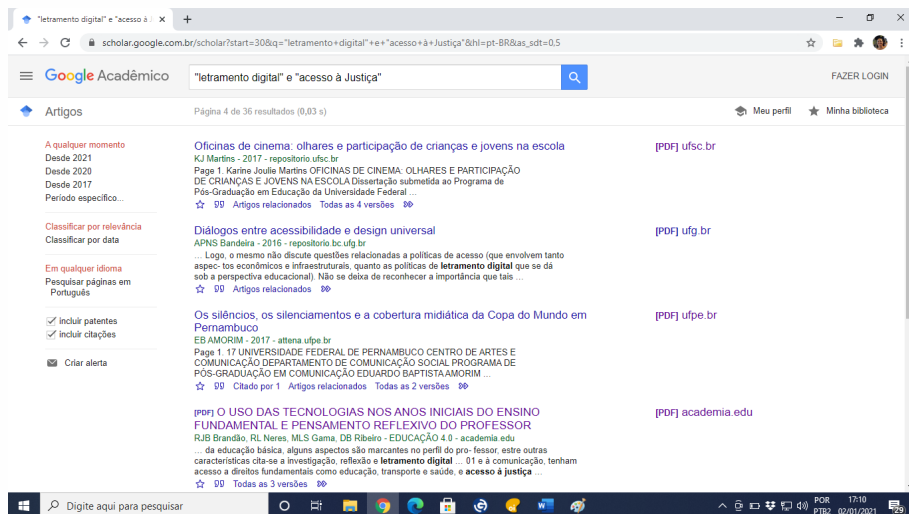 "letramento digital" e "acesso à J
scholar.google.com.br/scholar?start=30&q="letramento+digital"+e+"acesso+à+Justiça"&hl=pt-BR&as_sdt=0,5
Google Acadêmico
"letramento digital" e "acesso à Justiça"
FAZER LOGIN
Artigos
Página 4 de 36 resultados (0,03 s)
Meu perfil
Minha biblioteca
A qualquer momento
Desde 2021
Desde 2020
Desde 2017
Período específico...
Classificar por relevância
Classificar por data
Em qualquer idioma
Pesquisar páginas em
Português
incluir patentes
incluir citações
Criar alerta
Oficinas de cinema: olhares e participação de crianças e jovens na escola
KJ Martins - 2017 - repositorio.ufsc.br
Page 1. Karine Joulie Martins OFICINAS DE CINEMA: OLHARES E PARTICIPAÇÃO
DE CRIANÇAS E JOVENS NA ESCOLA Dissertação submetida ao Programa de
Pós-Graduação em Educação da Universidade Federal ...
Artigos relacionados Todas as 4 versões
[PDF] ufsc.br
Diálogos entre acessibilidade e design universal
APNS Bandeira - 2016 - repositorio.bc.ufg.br
... Logo, o mesmo não discute questões relacionadas a políticas de acesso (que envolvem tanto
aspec- tos econômicos e infraestruturais, quanto as políticas de letramento digital que se dá
sob a perspectiva educacional). Não se deixa de reconhecer a importância que tais ...
Artigos relacionados
[PDF] ufg.br
Os silêncios, os silenciamentos e a cobertura midiática da Copa do Mundo em
Pernambuco
EB AMORIM - 2017 - attena.ufpe.br
Page 1. 17 UNIVERSIDADE FEDERAL DE PERNAMBUCO CENTRO DE ARTES E
COMUNICAÇÃO DEPARTAMENTO DE COMUNICAÇÃO SOCIAL PROGRAMA DE
PÓS-GRADUAÇÃO EM COMUNICAÇÃO EDUARDO BAPTISTA AMORIM ...
Citado por 1 Artigos relacionados Todas as 2 versões
[PDF] ufpe.br
[PDF] O USO DAS TECNOLOGIAS NOS ANOS INICIAIS DO ENSINO
FUNDAMENTAL E PENSAMENTO REFLEXIVO DO PROFESSOR
RJB Brandão, RL Neres, MLS Gama, DB Ribeiro - EDUCAÇÃO 4.0 - academia.edu
... da educação básica, alguns aspectos são marcantes no perfil do pro- fessor, estre outras
características cita-se a investigação, reflexão e letramento digital ... 01 e à comunicação, tenham
acesso a direitos fundamentais como educação, transporte e saúde, e acesso à justiça ...
Todas as 3 versões
[PDF] academia.edu
Digite aqui para pesquisar
POR
PTB2
17:10
02/01/2021
29